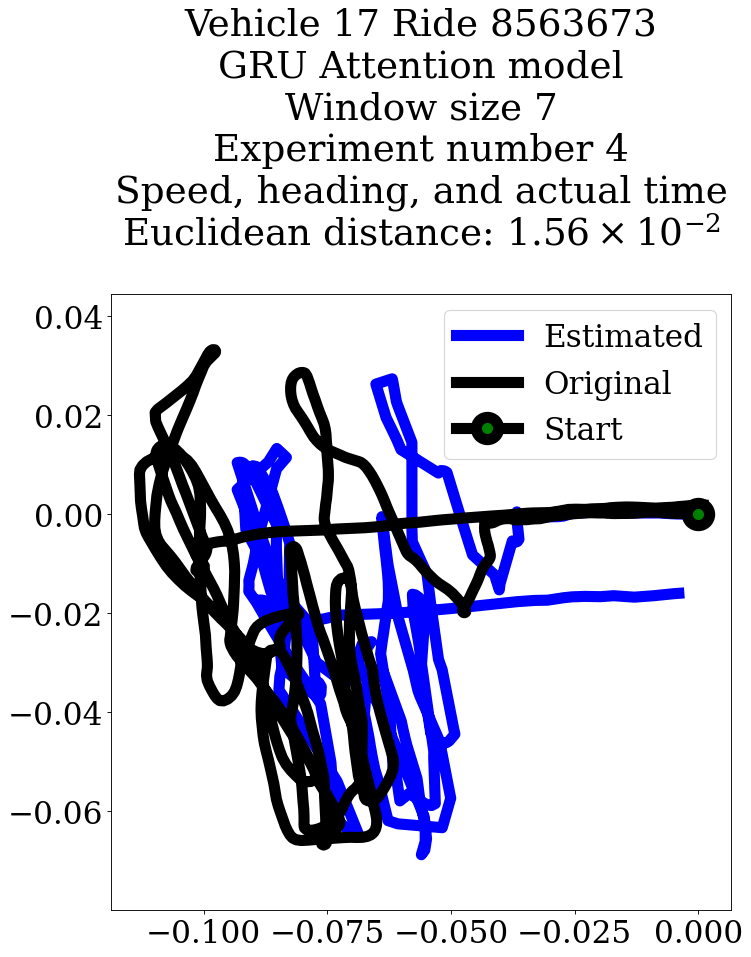 Vehicle 17 Ride 8563673
GRU Attention model
Window size 7
Experiment number 4
Speed, heading, and actual time
Euclidean distance: 1.56 × 10⁻²
Estimated
Original
Start
0.04
0.02
0.00
−0.02
−0.04
−0.06
−0.100 −0.075 −0.050 −0.025 0.000